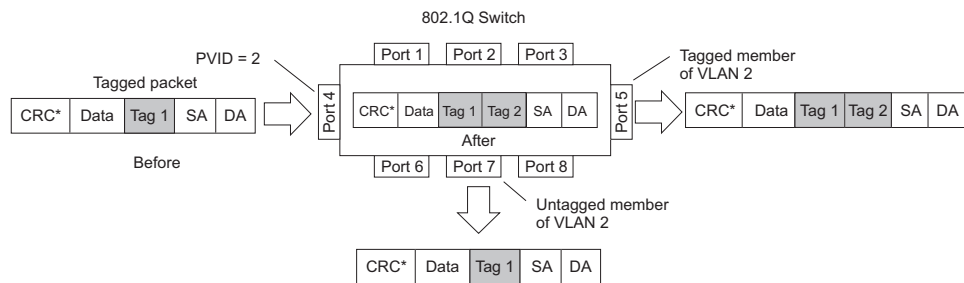 802.1Q Switch
Port 1 Port 2 Port 3
PVID = 2
Tagged member
of VLAN 2
Tagged packet
CRC* Data Tag 1 SA DA
Before
Port 4
CRC* Data Tag 1 Tag 2 SA DA
After
Port 5
CRC* Data Tag 1 Tag 2 SA DA
Port 6 Port 7 Port 8
Untagged member
of VLAN 2
CRC* Data Tag 1 SA DA